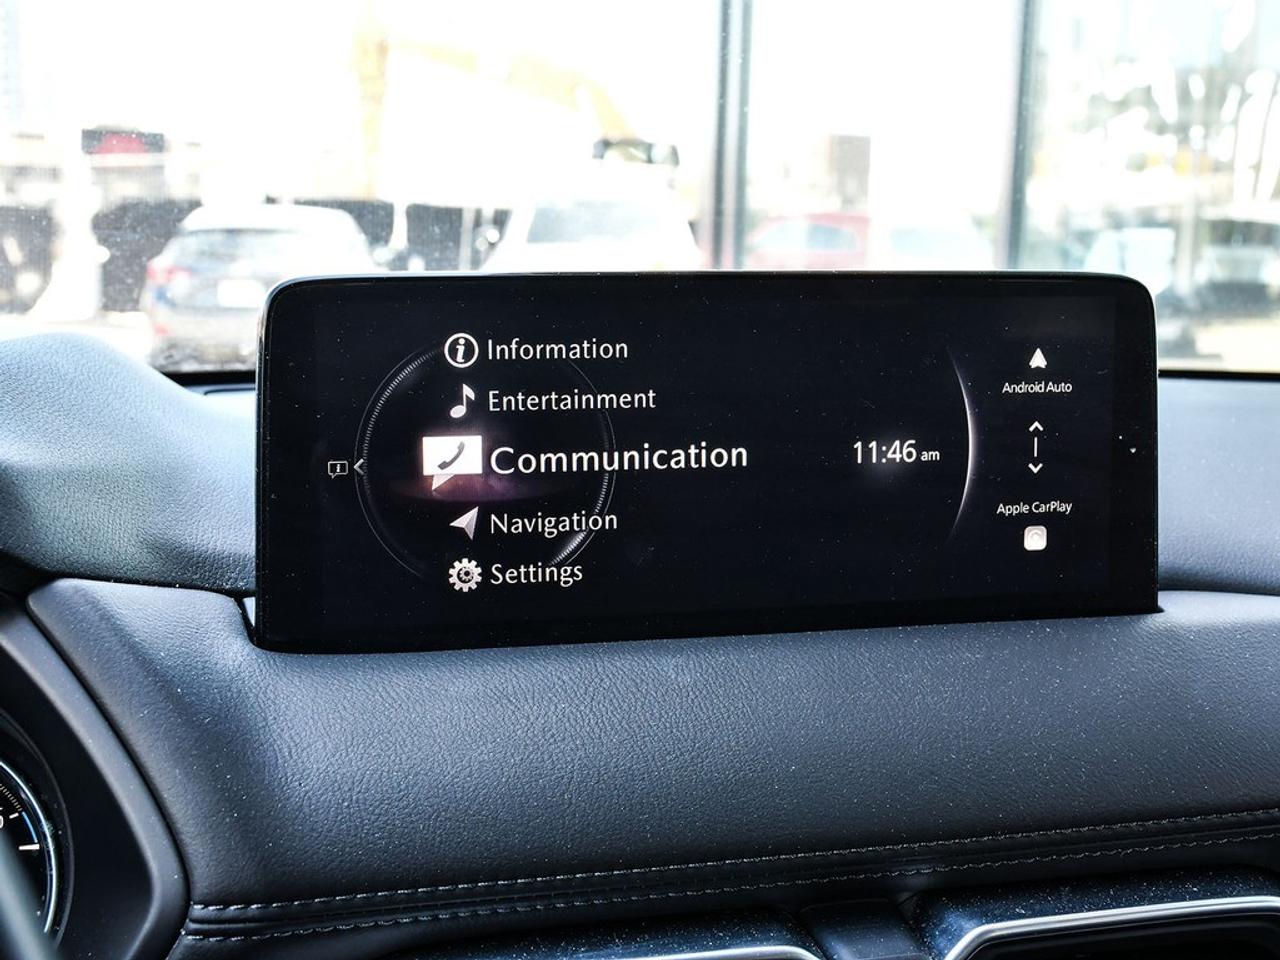 Information
Entertainment
Communication
Navigation
Settings
11:46 am
Android Auto
Apple CarPlay